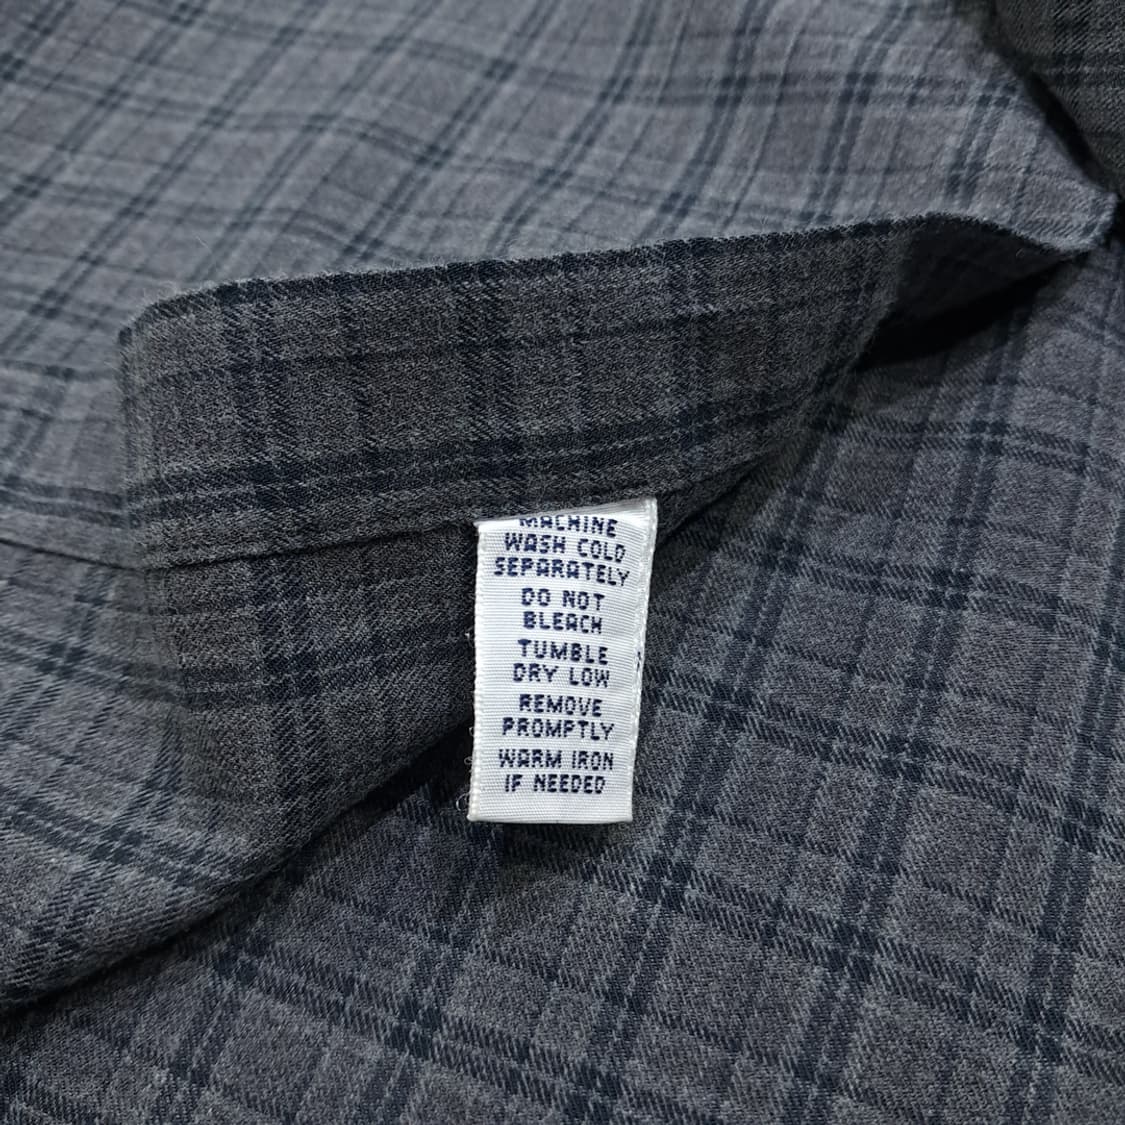 MACHINE
WASH COLD
SEPARATELY
DO NOT
BLEACH
TUMBLE
DRY LOW
REMOVE
PROMPTLY
WARM IRON
IF NEEDED